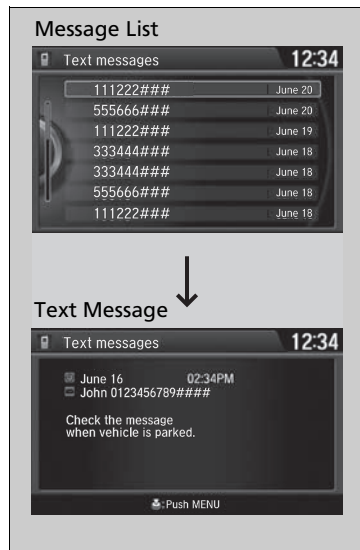 Message List
Text messages 12:34
111222### June 20
555666### June 20
111222### June 19
333444### June 18
333444### June 18
555666### June 18
111222### June 18
Text Message
Text messages 12:34
June 16 02:34PM
John 0123456789####
Check the message
when vehicle is parked.
:Push MENU